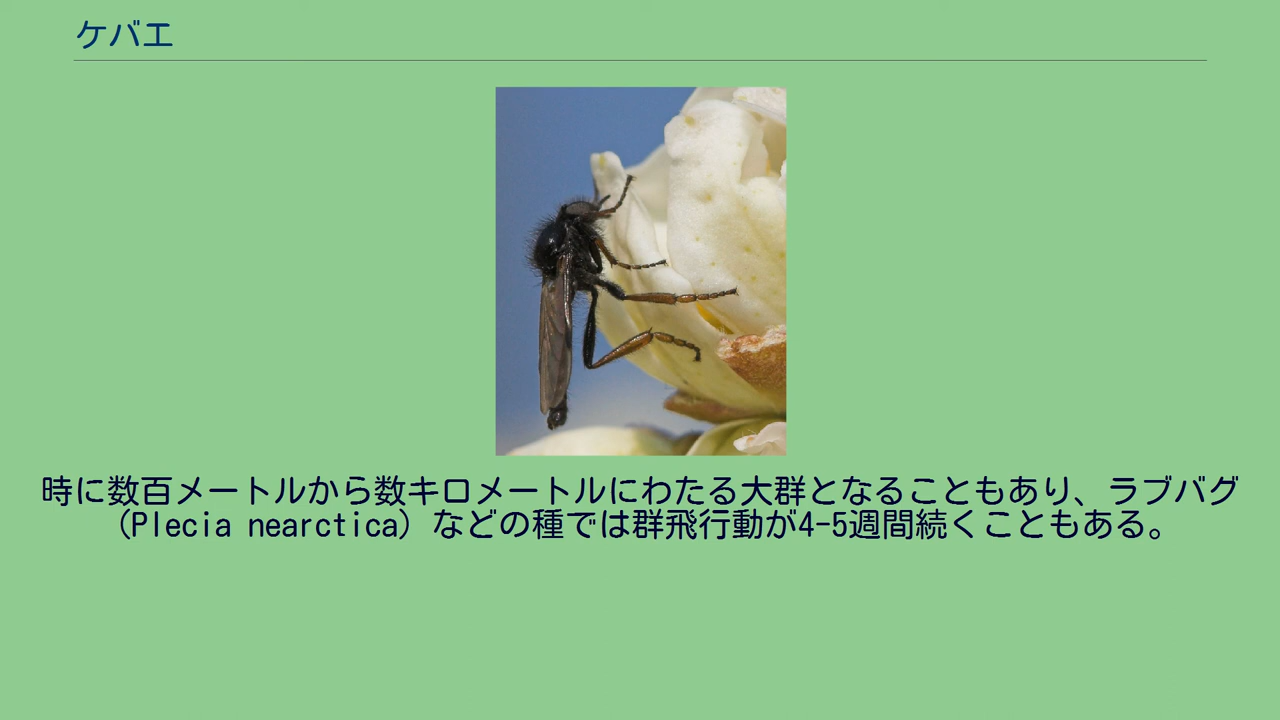 ケバエ
時に数百メートルから数キロメートルにわたる大群となることもあり、ラブバグ
(Plecia nearctica) などの種では群飛行動が4-5週間続くこともある。